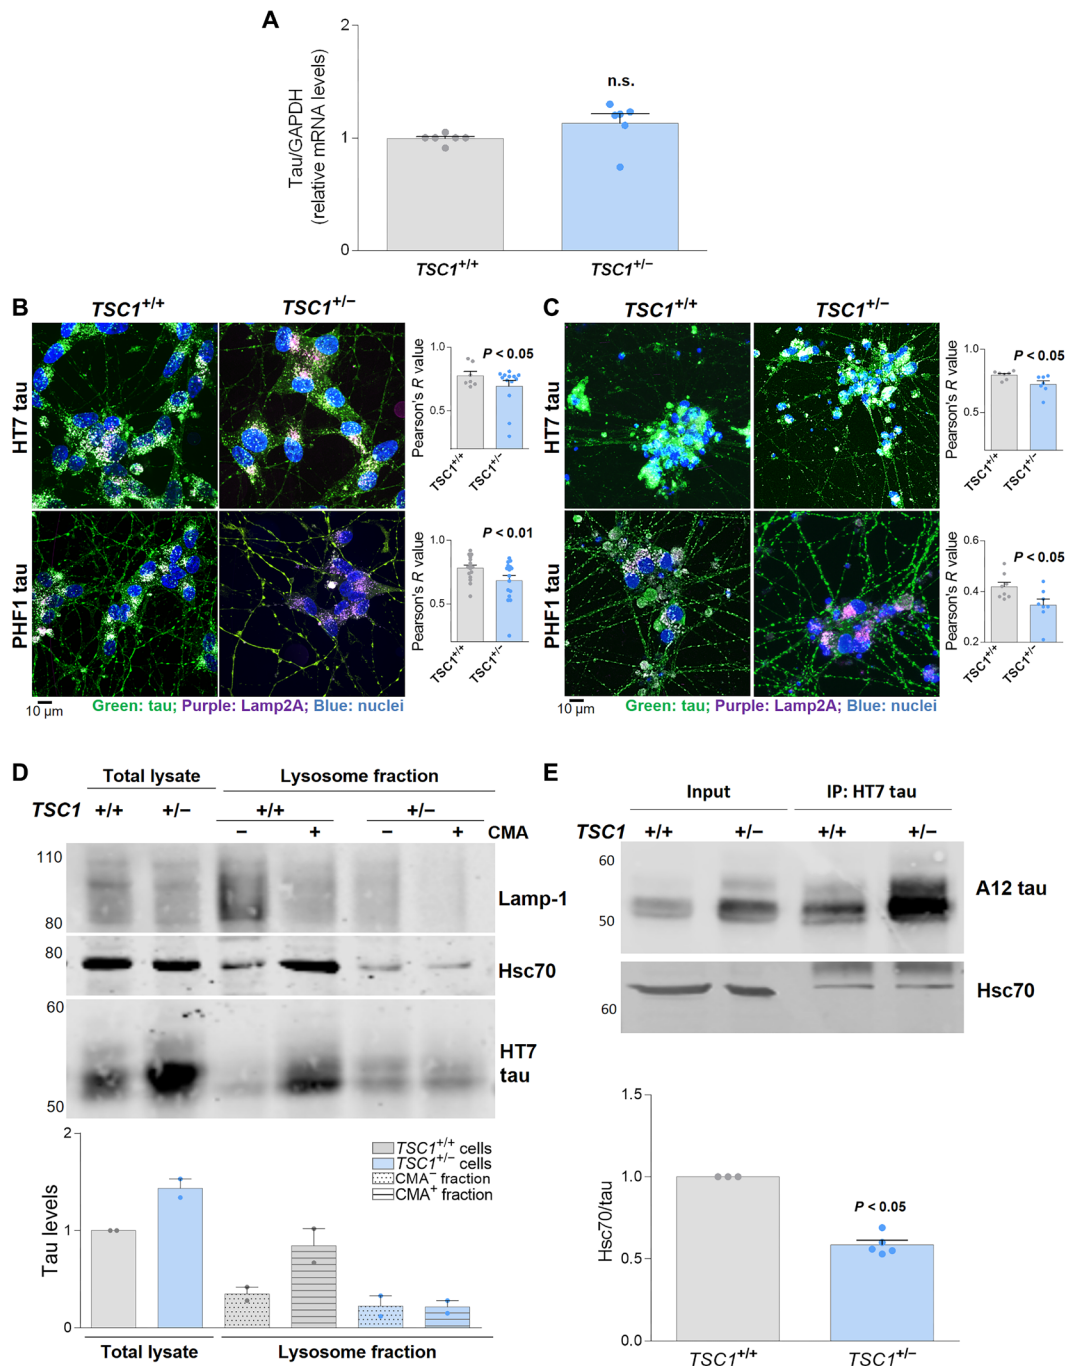 A
2
1
0
Tau/GAPDH
(relative mRNA levels)
n.s.
TSC1+/+
TSC1+/−
B
TSC1+/+
TSC1+/−
HT7 tau
PHF1 tau
1.0
0.5
Pearson's R value
P < 0.05
TSC1+/+
TSC1+/−
1.0
0.5
Pearson's R value
P < 0.01
TSC1+/+
TSC1+/−
10 µm
Green: tau; Purple: Lamp2A; Blue: nuclei
C
TSC1+/+
TSC1+/−
HT7 tau
PHF1 tau
1.0
0.5
Pearson's R value
P < 0.05
TSC1+/+
TSC1+/−
0.6
0.4
0.2
Pearson's R value
P < 0.05
TSC1+/+
TSC1+/−
10 µm
Green: tau; Purple: Lamp2A; Blue: nuclei
D
Total lysate
Lysosome fraction
TSC1 +/+ +/− +/+ +/−
− + − + CMA
110
80
Lamp-1
80
Hsc70
60
50
HT7
tau
2
1
0
Tau levels
TSC1+/+ cells
TSC1+/− cells
CMA− fraction
CMA+ fraction
Total lysate
Lysosome fraction
E
Input
IP: HT7 tau
TSC1 +/+ +/− +/+ +/−
60
50
A12 tau
60
Hsc70
1.5
1.0
0.5
0.0
Hsc70/tau
P < 0.05
TSC1+/+
TSC1+/−